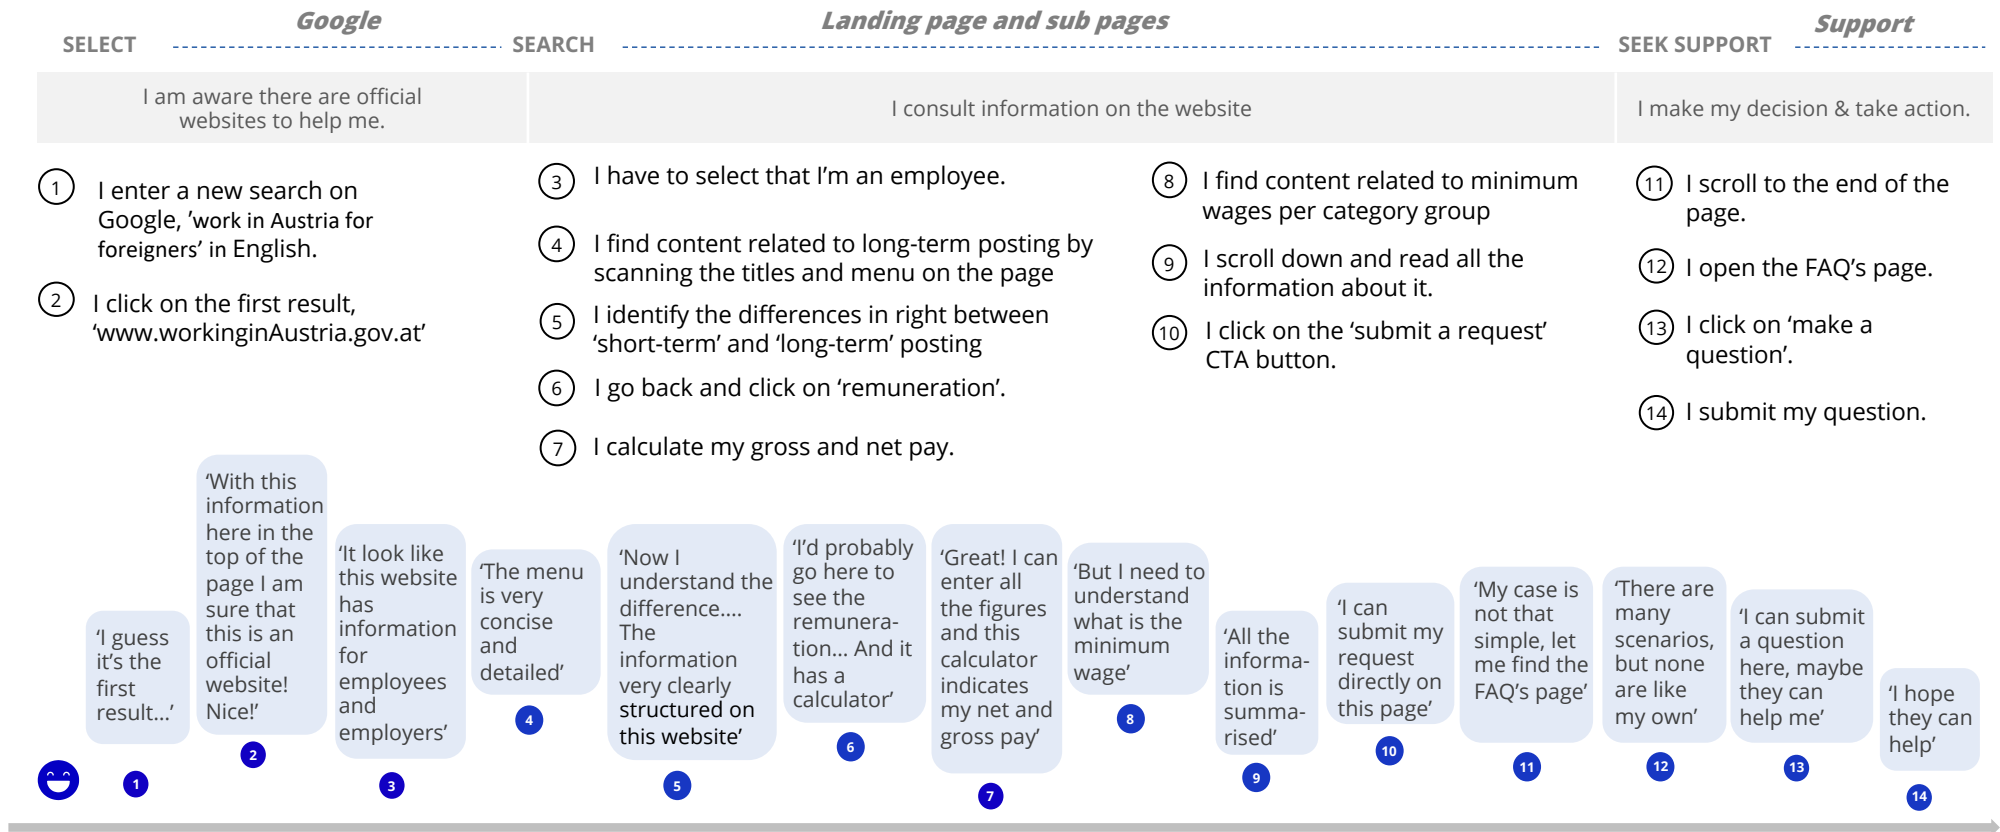 Google
Landing page and sub pages
Support
SELECT
SEARCH
SEEK SUPPORT
I am aware there are official
websites to help me.
I consult information on the website
I make my decision & take action.
1
I enter a new search on
Google, ’work in Austria for
foreigners’ in English.
2
I click on the first result,
‘www.workinginAustria.gov.at’
3
I have to select that I’m an employee.
4
I find content related to long-term posting by
scanning the titles and menu on the page
5
I identify the differences in right between
‘short-term’ and ‘long-term’ posting
6
I go back and click on ‘remuneration’.
7
I calculate my gross and net pay.
8
I find content related to minimum
wages per category group
9
I scroll down and read all the
information about it.
10
I click on the ‘submit a request’
CTA button.
11
I scroll to the end of the
page.
12
I open the FAQ’s page.
13
I click on ‘make a
question’.
14
I submit my question.
‘I guess
it’s the
first
result...’
1
‘With this
information
here in the
top of the
page I am
sure that
this is an
official
website!
Nice!’
2
‘It look like
this website
has
information
for
employees
and
employers’
3
‘The menu
is very
concise
and
detailed’
4
‘Now I
understand the
difference....
The
information
very clearly
structured on
this website’
5
‘I’d probably
go here to
see the
remunera-
tion... And it
has a
calculator’
6
‘Great! I can
enter all
the figures
and this
calculator
indicates
my net and
gross pay’
7
‘But I need to
understand
what is the
minimum
wage’
8
‘All the
informa-
tion is
summa-
rised’
9
‘I can
submit my
request
directly on
this page’
10
‘My case is
not that
simple, let
me find the
FAQ’s page’
11
‘There are
many
scenarios,
but none
are like
my own’
12
‘I can submit
a question
here, maybe
they can
help me’
13
‘I hope
they can
help’
14